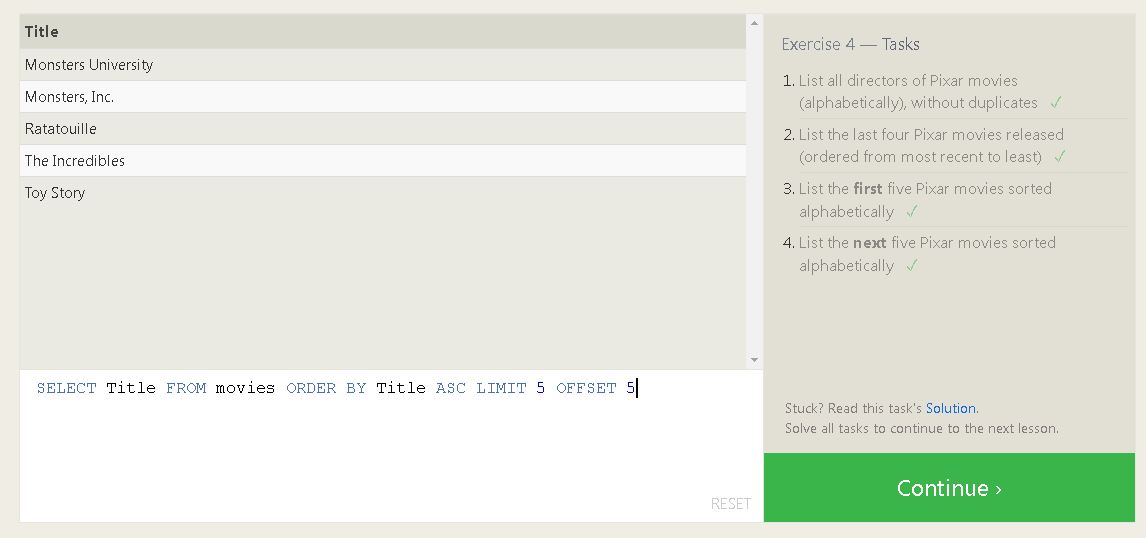 Title
Monsters University
Monsters, Inc.
Ratatouille
The Incredibles
Toy Story
SELECT Title FROM movies ORDER BY Title ASC LIMIT 5 OFFSET 5
RESET
Exercise 4 — Tasks
1. List all directors of Pixar movies
(alphabetically), without duplicates ✓
2. List the last four Pixar movies released
(ordered from most recent to least) ✓
3. List the first five Pixar movies sorted
alphabetically ✓
4. List the next five Pixar movies sorted
alphabetically ✓
Stuck? Read this task's Solution.
Solve all tasks to continue to the next lesson.
Continue ›